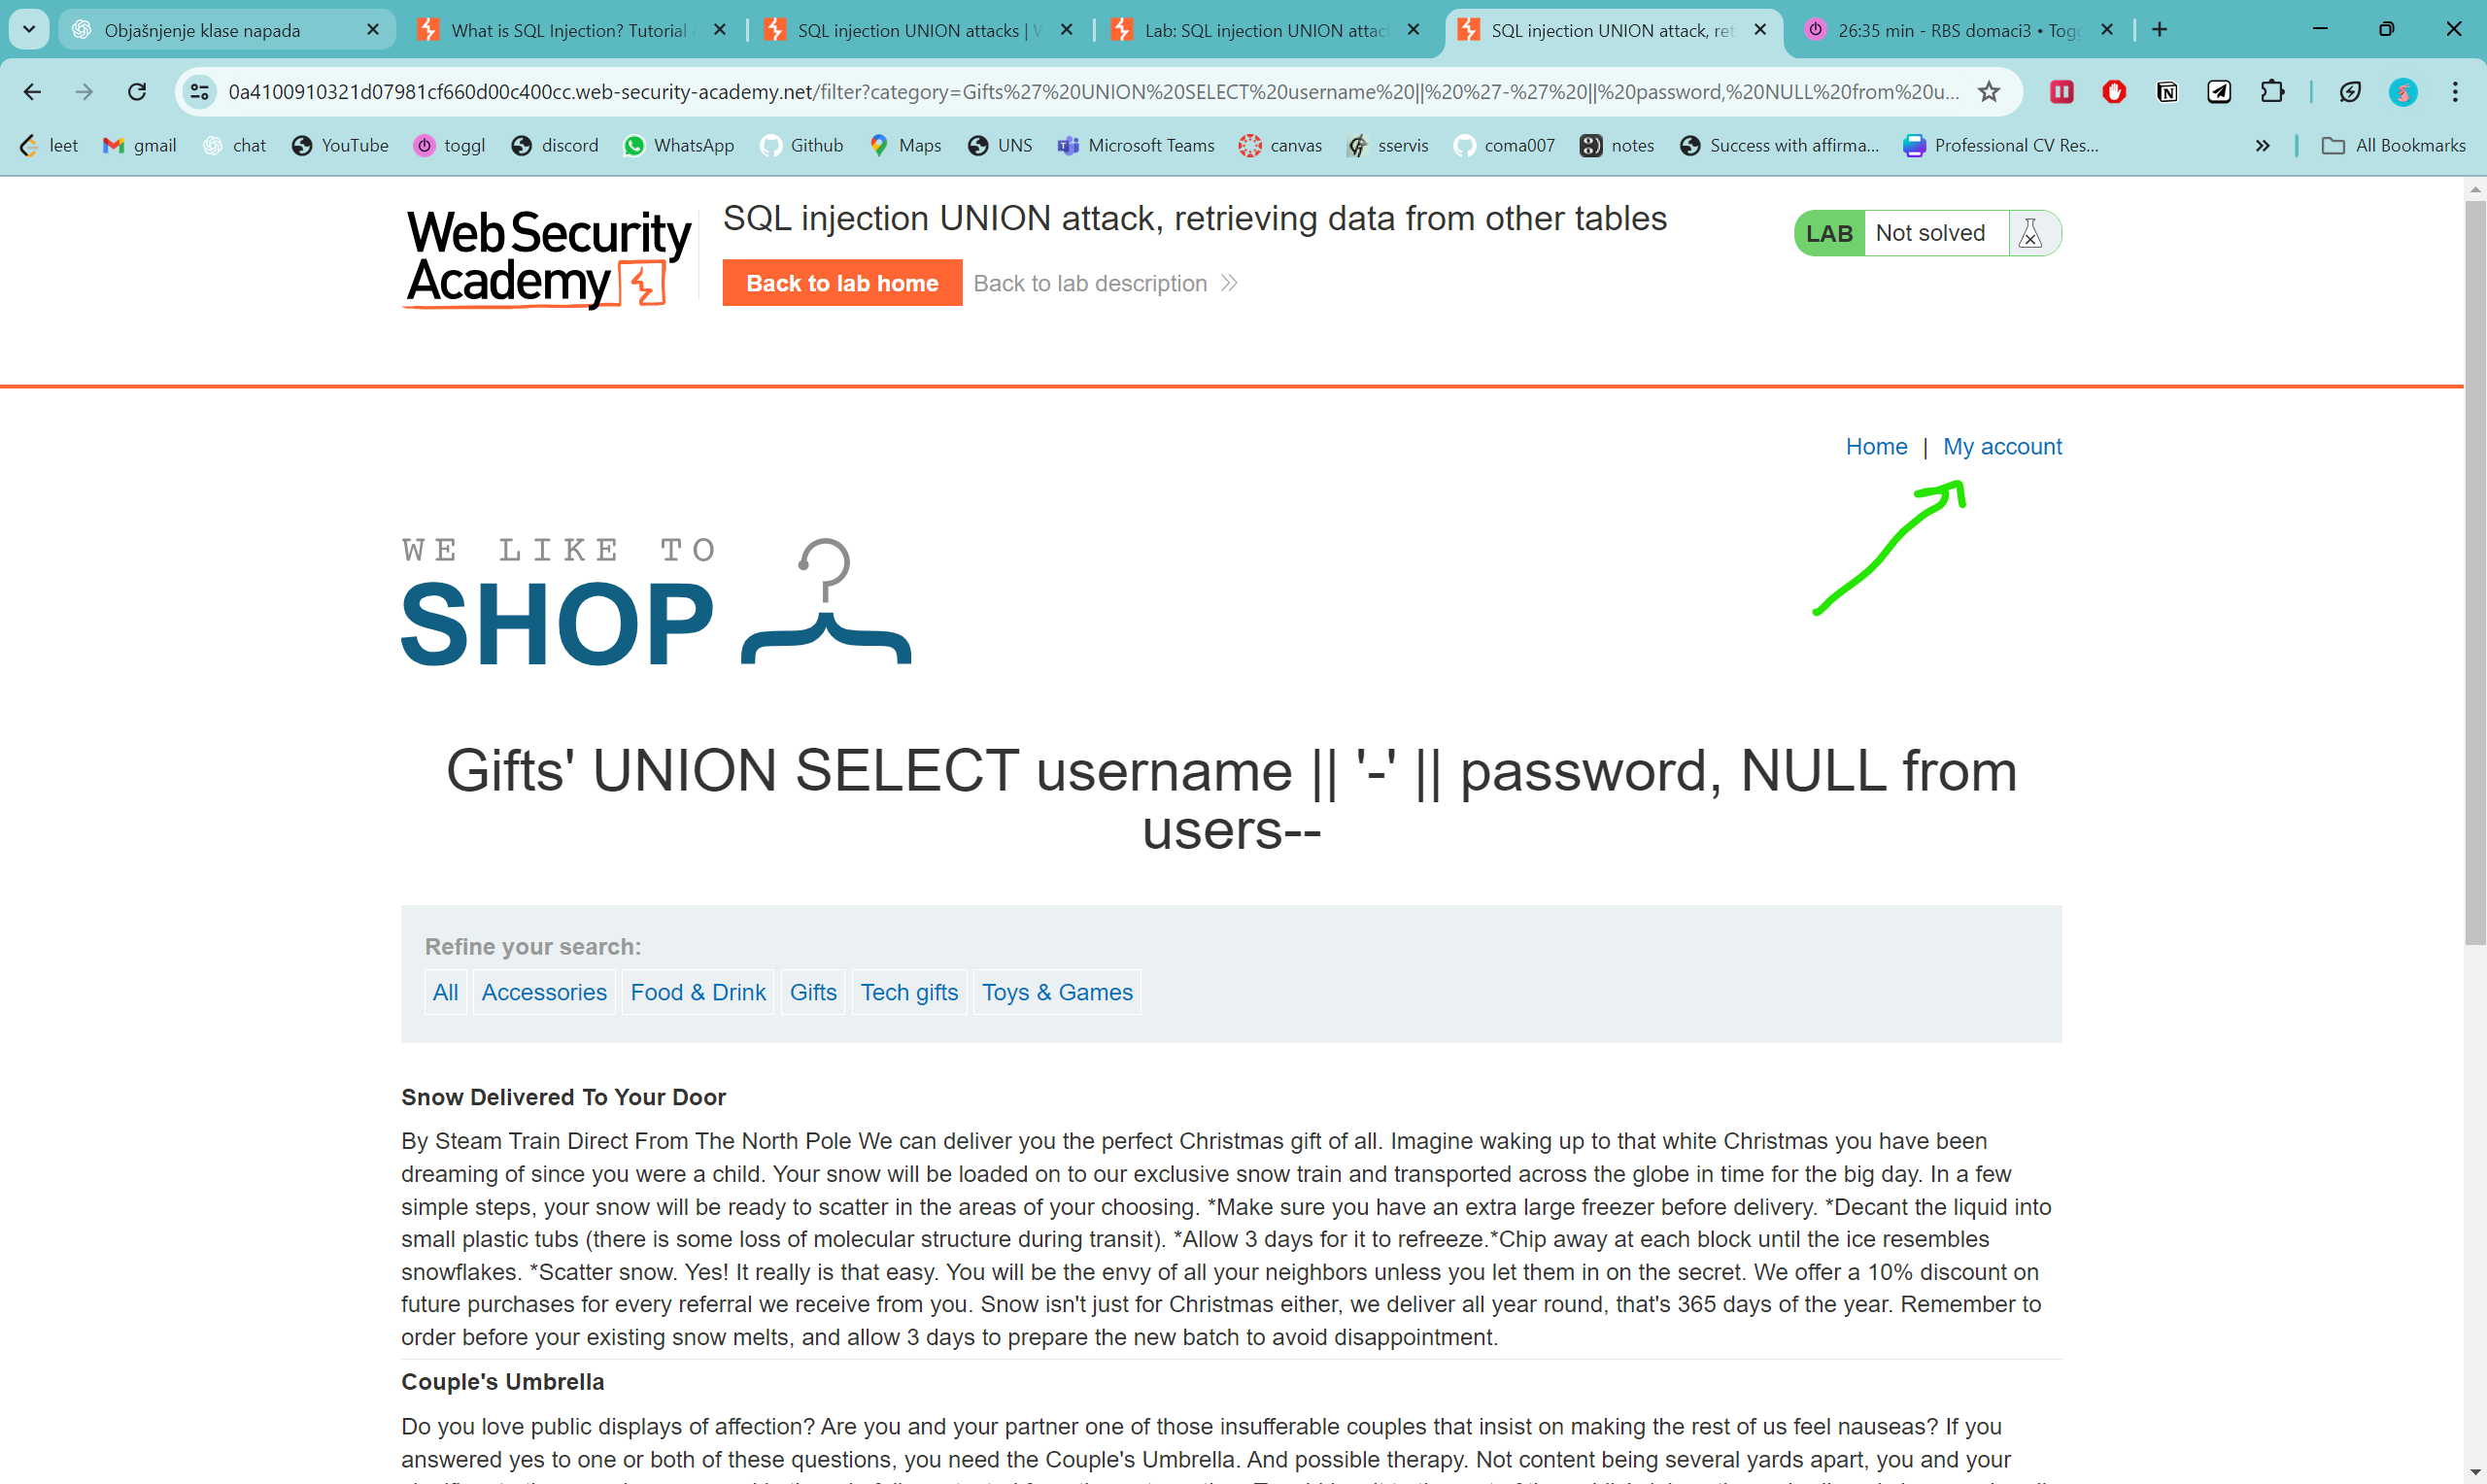 Objašnjenje klase napada
What is SQL Injection? Tutorial
SQL injection UNION attacks |
Lab: SQL injection UNION attac
SQL injection UNION attack, ret
26:35 min - RBS domaci3 • Togg
0a4100910321d07981cf660d00c400cc.web-security-academy.net/filter?category=Gifts%27%20UNION%20SELECT%20username%20||%20%27-%27%20||%20password,%20NULL%20from%20u...
leet
gmail
chat
YouTube
toggl
discord
WhatsApp
Github
Maps
UNS
Microsoft Teams
canvas
sservis
coma007
notes
Success with affirma...
Professional CV Res...
All Bookmarks
Web Security
Academy
SQL injection UNION attack, retrieving data from other tables
Back to lab home
Back to lab description
LAB Not solved
Home | My account
WE LIKE TO
SHOP
Gifts' UNION SELECT username || '-' || password, NULL from
users--
Refine your search:
All Accessories Food & Drink Gifts Tech gifts Toys & Games
Snow Delivered To Your Door
By Steam Train Direct From The North Pole We can deliver you the perfect Christmas gift of all. Imagine waking up to that white Christmas you have been
dreaming of since you were a child. Your snow will be loaded on to our exclusive snow train and transported across the globe in time for the big day. In a few
simple steps, your snow will be ready to scatter in the areas of your choosing. *Make sure you have an extra large freezer before delivery. *Decant the liquid into
small plastic tubs (there is some loss of molecular structure during transit). *Allow 3 days for it to refreeze.*Chip away at each block until the ice resembles
snowflakes. *Scatter snow. Yes! It really is that easy. You will be the envy of all your neighbors unless you let them in on the secret. We offer a 10% discount on
future purchases for every referral we receive from you. Snow isn't just for Christmas either, we deliver all year round, that's 365 days of the year. Remember to
order before your existing snow melts, and allow 3 days to prepare the new batch to avoid disappointment.
Couple's Umbrella
Do you love public displays of affection? Are you and your partner one of those insufferable couples that insist on making the rest of us feel nauseas? If you
answered yes to one or both of these questions, you need the Couple's Umbrella. And possible therapy. Not content being several yards apart, you and your